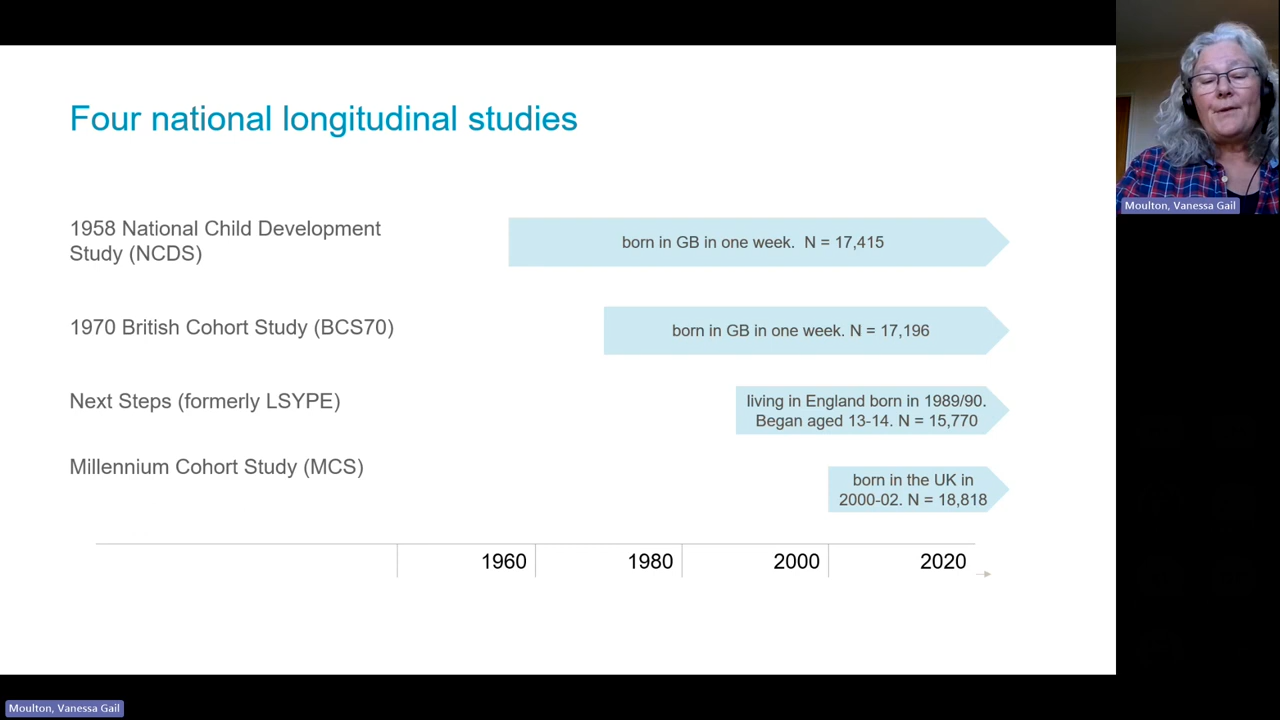 Four national longitudinal studies
1958 National Child Development
Study (NCDS)
born in GB in one week.  N = 17,415
1970 British Cohort Study (BCS70)
born in GB in one week. N = 17,196
Next Steps (formerly LSYPE)
living in England born in 1989/90.
Began aged 13-14. N = 15,770
Millennium Cohort Study (MCS)
born in the UK in
2000-02. N = 18,818
1960
1980
2000
2020
Moulton, Vanessa Gail
Moulton, Vanessa Gail